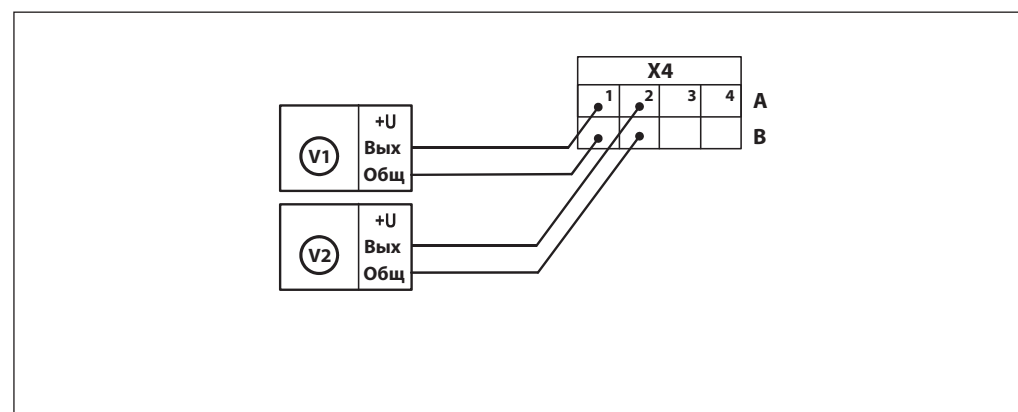 X4
1 2 3 4 A
B
+U
V1 Вых
Общ
+U
V2 Вых
Общ